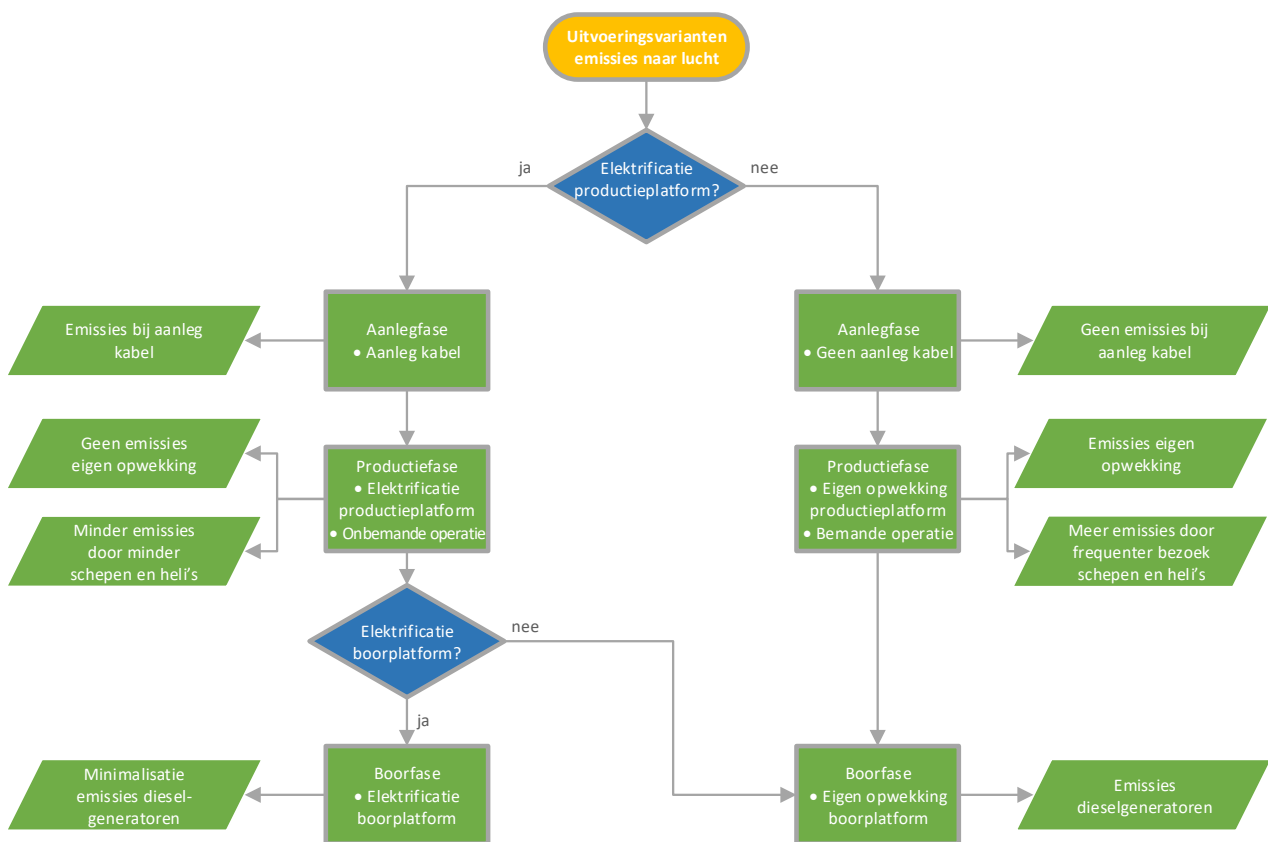 Uitvoeringsvarianten
emissies naar lucht
ja
Elektrificatie
productieplatform?
nee
Emissies bij aanleg
kabel
Aanlegfase
● Aanleg kabel
Aanlegfase
● Geen aanleg kabel
Geen emissies bij
aanleg kabel
Geen emissies
eigen opwekking
Minder emissies
door minder
schepen en heli's
Productiefase
● Elektrificatie
productieplatform
● Onbemande operatie
Productiefase
● Eigen opwekking
productieplatform
● Bemande operatie
Emissies eigen
opwekking
Meer emissies door
frequenter bezoek
schepen en heli's
Elektrificatie
boorplatform?
nee
ja
Minimalisatie
emissies diesel-
generatoren
Boorfase
● Elektrificatie
boorplatform
Boorfase
● Eigen opwekking
boorplatform
Emissies
dieselgeneratoren